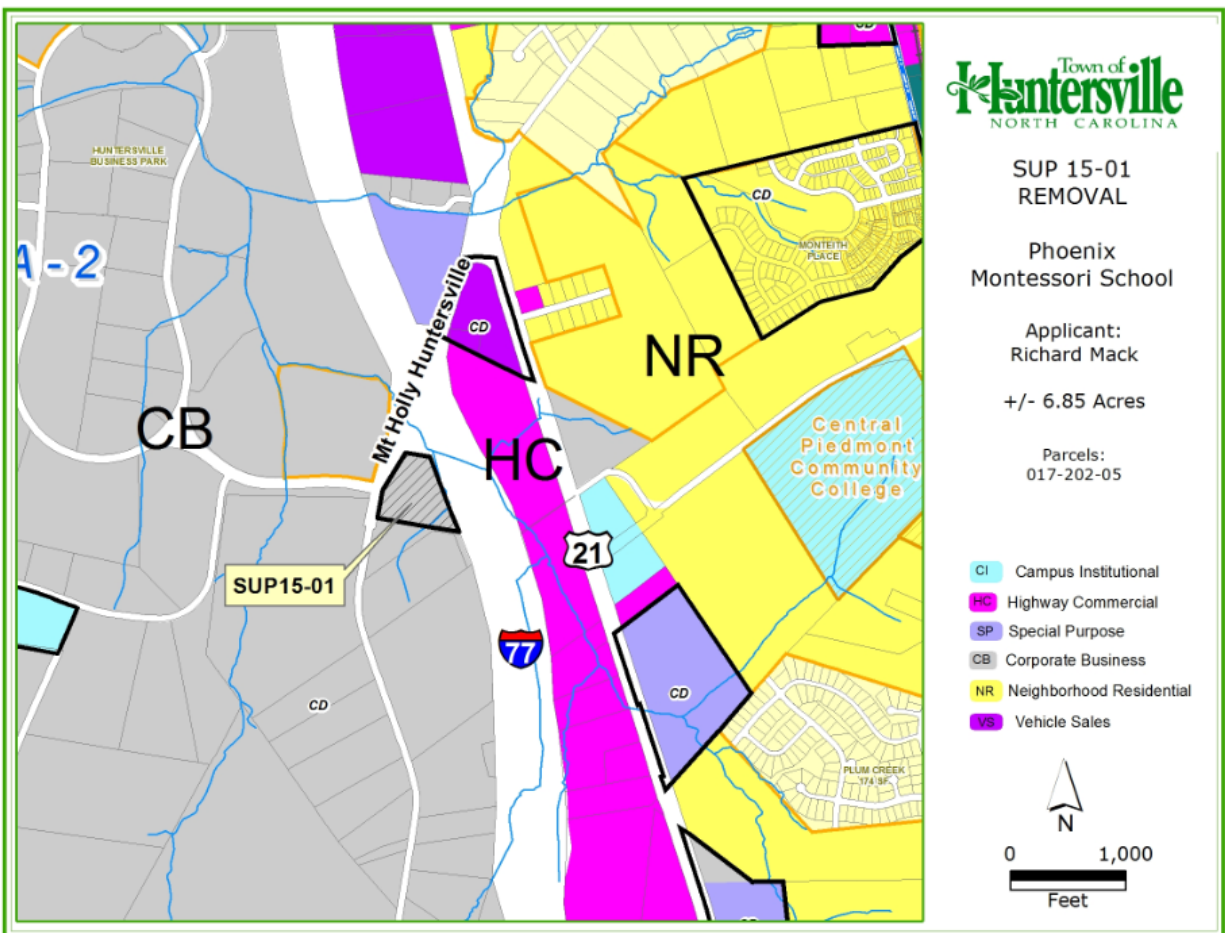 HUNTERSVILLE
BUSINESS PARK
A - 2
CB
Mt Holly Huntersville
CD
CD
MONTEITH
PLACE
CD
NR
HC
Central
Piedmont
Community
College
21
SUP15-01
77
CD
CD
PLUM CREEK
174 SF
Town of
Huntersville
NORTH CAROLINA
SUP 15-01
REMOVAL
Phoenix
Montessori School
Applicant:
Richard Mack
+/- 6.85 Acres
Parcels:
017-202-05
CI Campus Institutional
HC Highway Commercial
SP Special Purpose
CB Corporate Business
NR Neighborhood Residential
VS Vehicle Sales
N
0 1,000
Feet